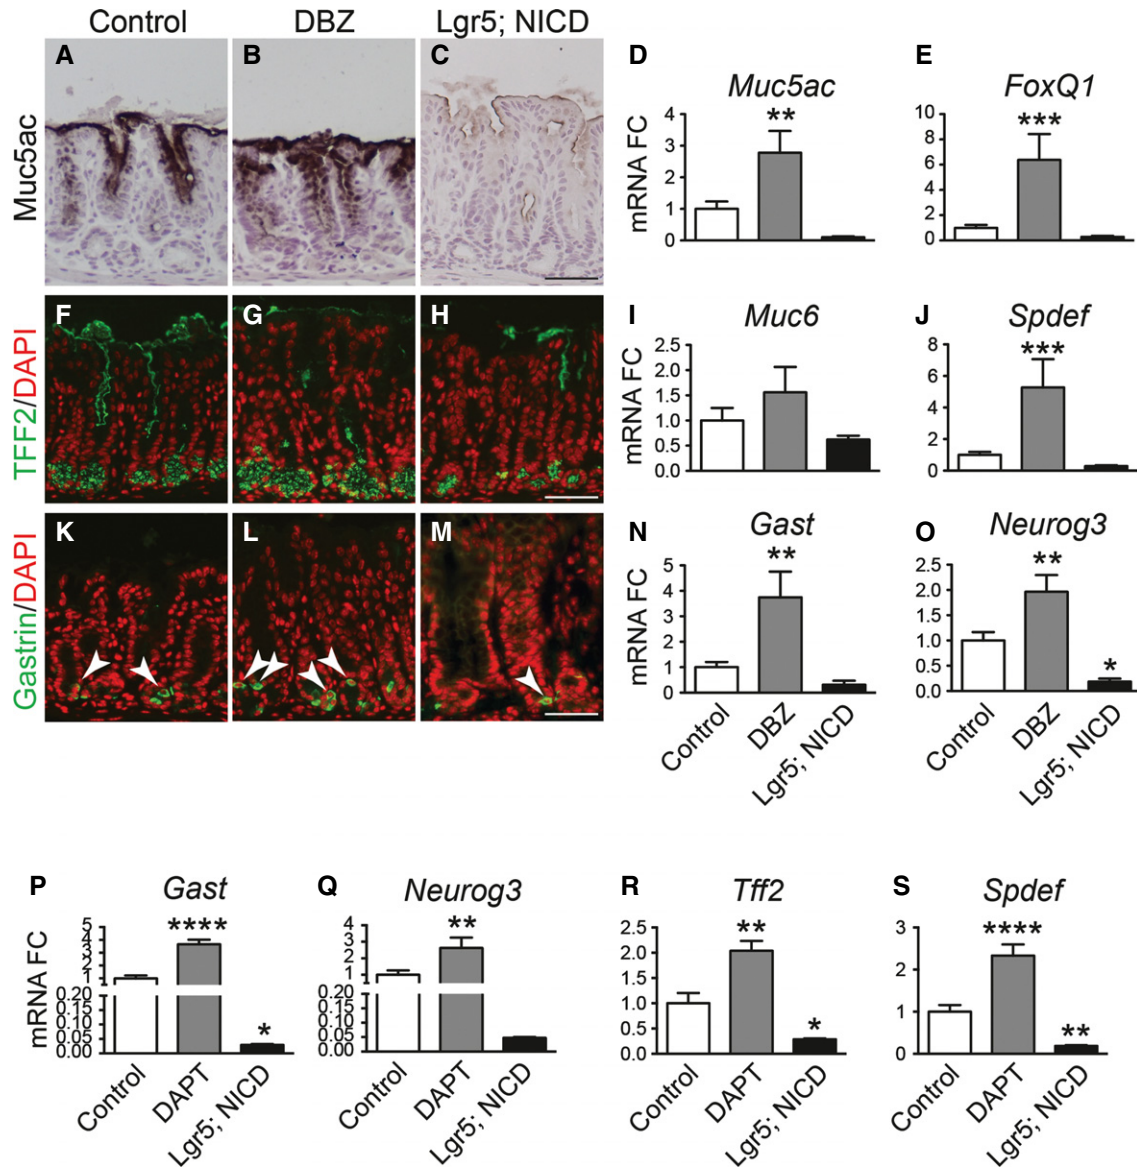 Control DBZ Lgr5; NICD
Muc5ac
A B C
D Muc5ac
mRNA FC
4
3
2
1
0
**
E FoxQ1
10
8
6
4
2
0
***
TFF2/DAPI
F G H
I Muc6
mRNA FC
2.5
2.0
1.5
1.0
0.5
0.0
J Spdef
8
6
4
2
0
***
Gastrin/DAPI
K L M
N Gast
mRNA FC
5
4
3
2
1
0
**
Control DBZ Lgr5; NICD
O Neurog3
2.5
2.0
1.5
1.0
0.5
0.0
**
*
Control DBZ Lgr5; NICD
P Gast
mRNA FC
5
4
3
2
1
0.20
0.15
0.10
0.05
0.00
****
*
Control DAPT Lgr5; NICD
Q Neurog3
4
3
2
1
0.20
0.15
0.10
0.05
0.00
**
Control DAPT Lgr5; NICD
R Tff2
2.5
2.0
1.5
1.0
0.5
0.0
**
*
Control DAPT Lgr5; NICD
S Spdef
3
2
1
0
****
**
Control DAPT Lgr5; NICD